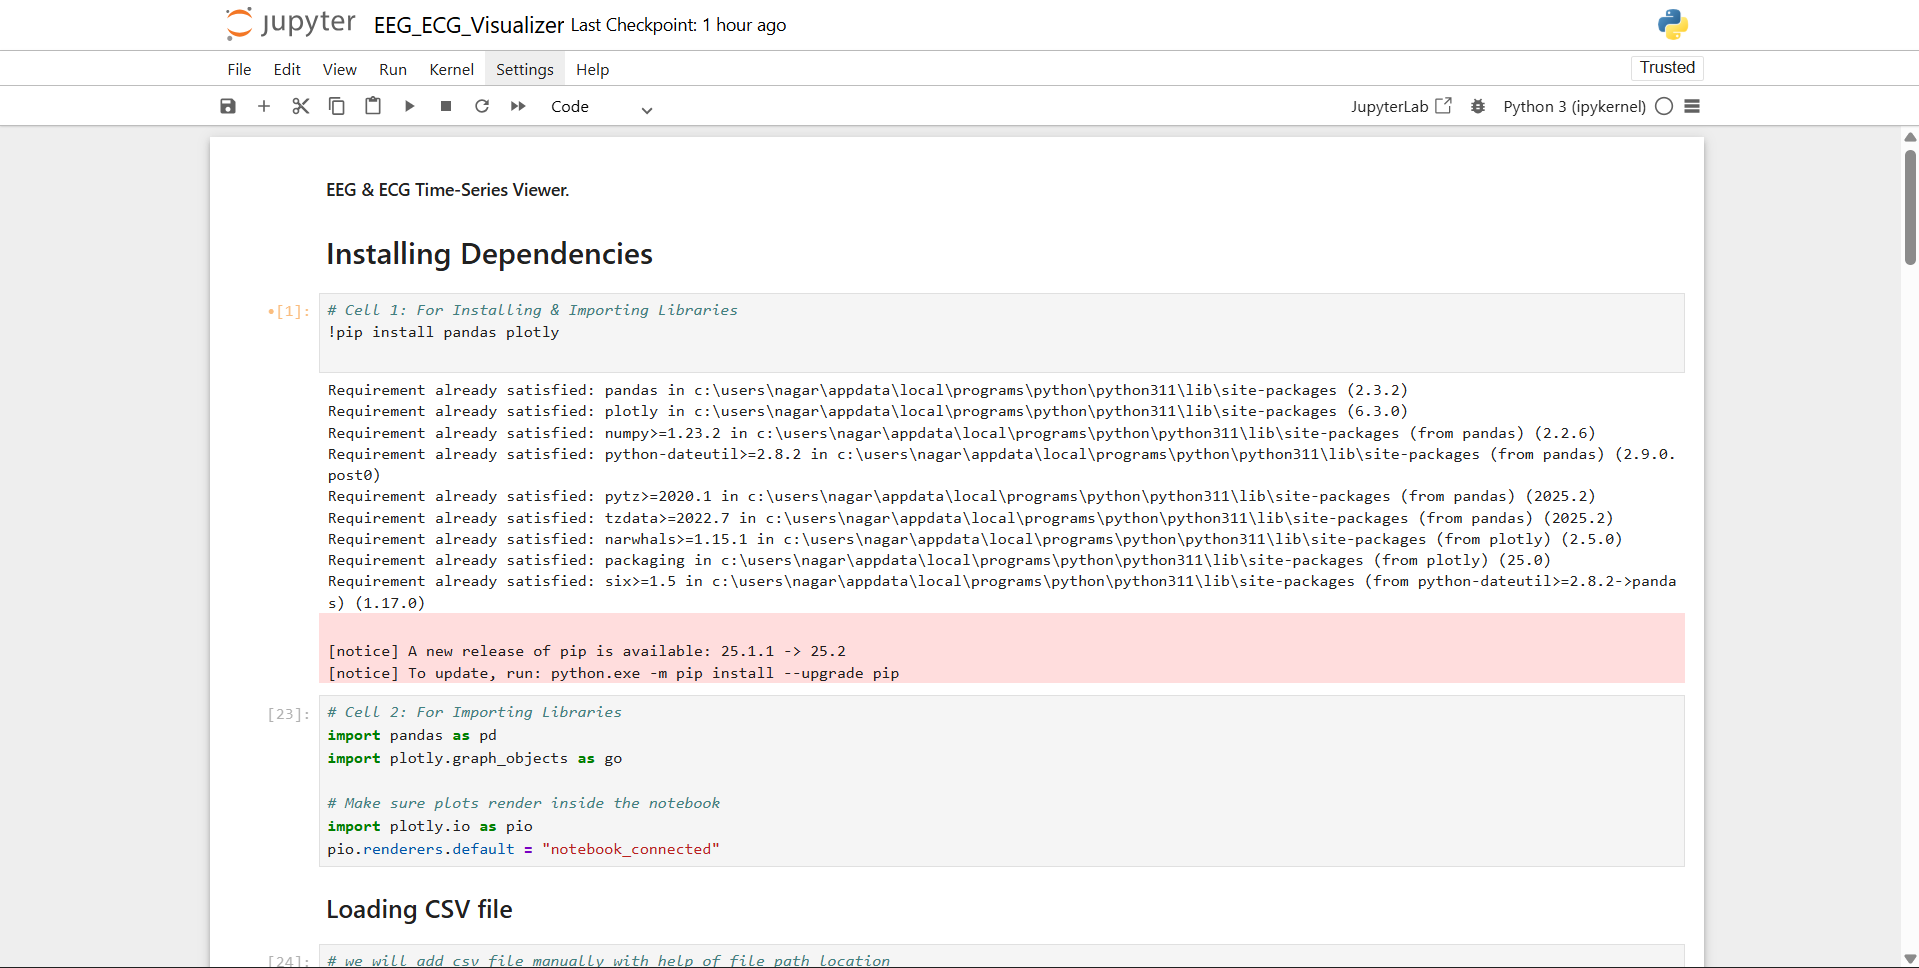 jupyter EEG_ECG_Visualizer Last Checkpoint: 1 hour ago
File Edit View Run Kernel Settings Help Trusted
Code JupyterLab Python 3 (ipykernel)
EEG & ECG Time-Series Viewer.
Installing Dependencies
•[1]: # Cell 1: For Installing & Importing Libraries
!pip install pandas plotly
Requirement already satisfied: pandas in c:\users\nagar\appdata\local\programs\python\python311\lib\site-packages (2.3.2)
Requirement already satisfied: plotly in c:\users\nagar\appdata\local\programs\python\python311\lib\site-packages (6.3.0)
Requirement already satisfied: numpy>=1.23.2 in c:\users\nagar\appdata\local\programs\python\python311\lib\site-packages (from pandas) (2.2.6)
Requirement already satisfied: python-dateutil>=2.8.2 in c:\users\nagar\appdata\local\programs\python\python311\lib\site-packages (from pandas) (2.9.0.
post0)
Requirement already satisfied: pytz>=2020.1 in c:\users\nagar\appdata\local\programs\python\python311\lib\site-packages (from pandas) (2025.2)
Requirement already satisfied: tzdata>=2022.7 in c:\users\nagar\appdata\local\programs\python\python311\lib\site-packages (from pandas) (2025.2)
Requirement already satisfied: narwhals>=1.15.1 in c:\users\nagar\appdata\local\programs\python\python311\lib\site-packages (from plotly) (2.5.0)
Requirement already satisfied: packaging in c:\users\nagar\appdata\local\programs\python\python311\lib\site-packages (from plotly) (25.0)
Requirement already satisfied: six>=1.5 in c:\users\nagar\appdata\local\programs\python\python311\lib\site-packages (from python-dateutil>=2.8.2->panda
s) (1.17.0)
[notice] A new release of pip is available: 25.1.1 -> 25.2
[notice] To update, run: python.exe -m pip install --upgrade pip
[23]: # Cell 2: For Importing Libraries
import pandas as pd
import plotly.graph_objects as go
# Make sure plots render inside the notebook
import plotly.io as pio
pio.renderers.default = "notebook_connected"
Loading CSV file
[24]: # we will add csv file manually with help of file path location